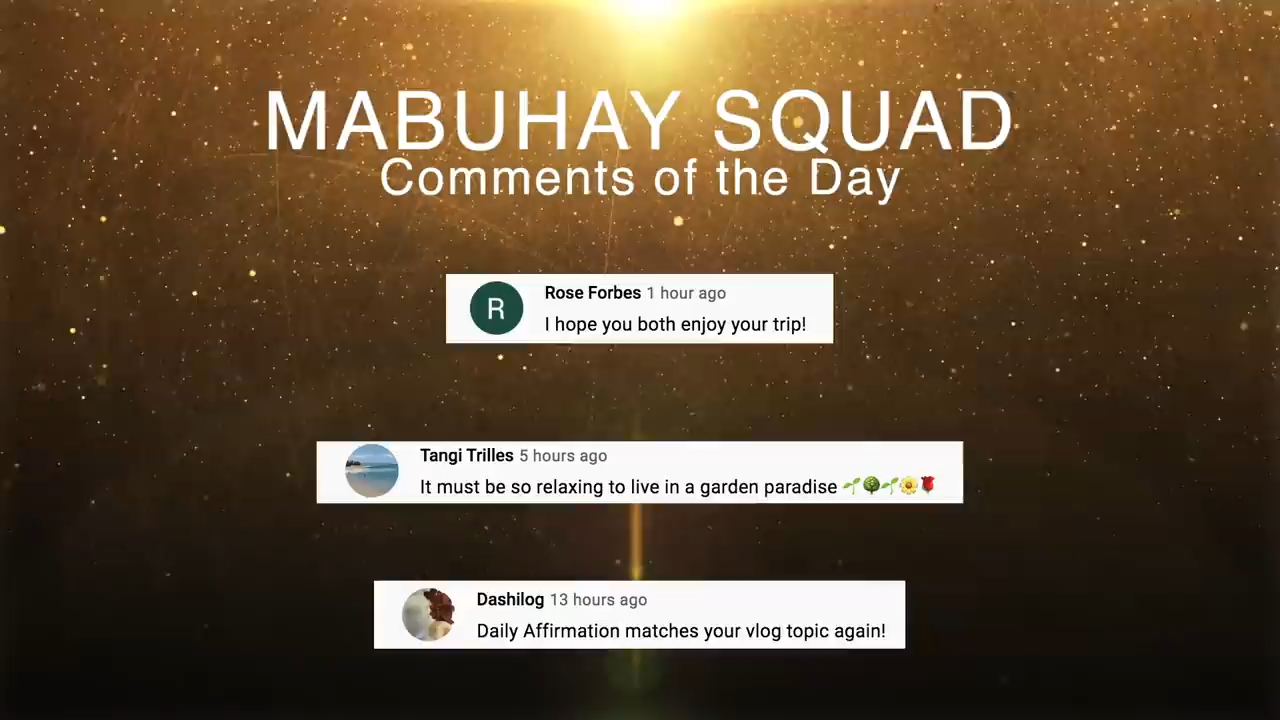 MABUHAY SQUAD
Comments of the Day
R
Rose Forbes 1 hour ago
I hope you both enjoy your trip!
Tangi Trilles 5 hours ago
It must be so relaxing to live in a garden paradise 🌱🌳🌱🌼🌹
Dashilog 13 hours ago
Daily Affirmation matches your vlog topic again!